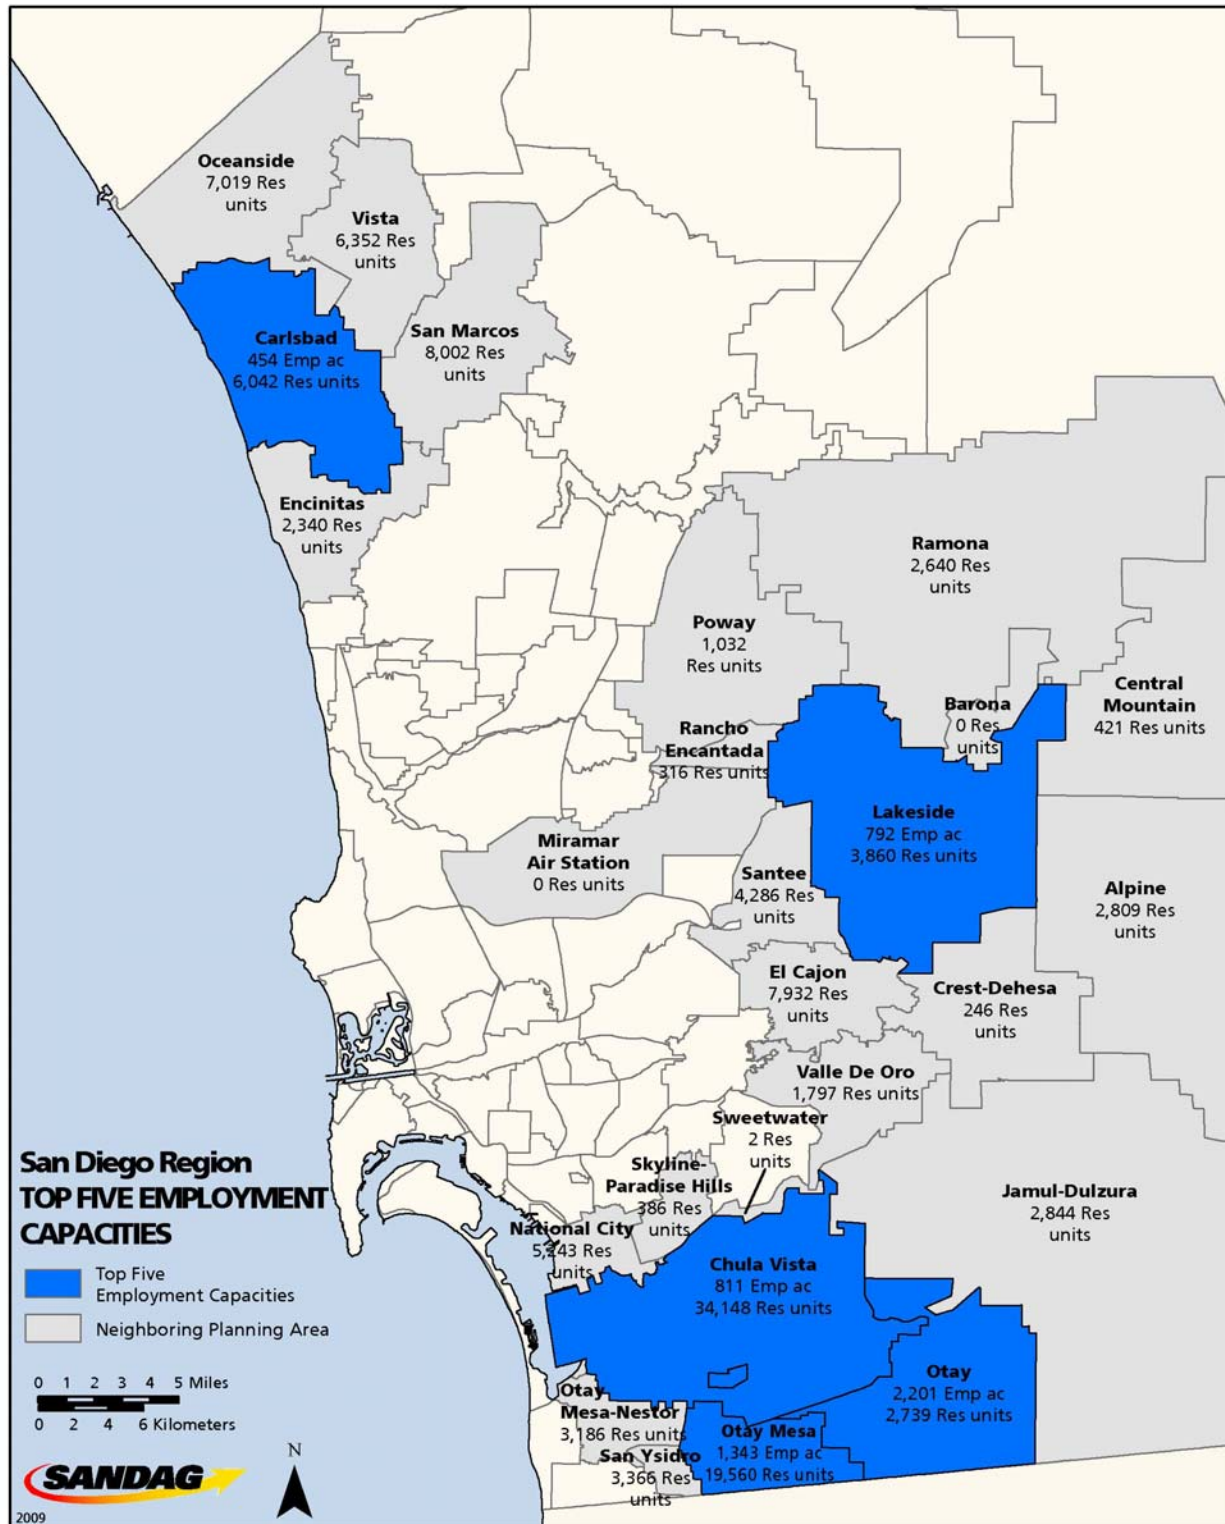 Oceanside
7,019 Res
units
Vista
6,352 Res
units
Carlsbad
454 Emp ac
6,042 Res units
San Marcos
8,002 Res
units
Encinitas
2,340 Res
units
Ramona
2,640 Res
units
Poway
1,032
Res units
Rancho
Encantada
316 Res units
Barona
0 Res
units
Central
Mountain
421 Res units
Lakeside
792 Emp ac
3,860 Res units
Miramar
Air Station
0 Res units
Santee
4,286 Res
units
Alpine
2,809 Res
units
El Cajon
7,932 Res
units
Crest-Dehesa
246 Res
units
Valle De Oro
1,797 Res units
Sweetwater
2 Res
units
Skyline-
Paradise Hills
386 Res
units
National City
5,243 Res
units
Jamul-Dulzura
2,844 Res
units
Chula Vista
811 Emp ac
34,148 Res units
Otay
2,201 Emp ac
2,739 Res units
Otay
Mesa-Nestor
3,186 Res units
Otay Mesa
1,343 Emp ac
19,560 Res units
San Ysidro
3,366 Res
units
San Diego Region
TOP FIVE EMPLOYMENT
CAPACITIES
Top Five
Employment Capacities
Neighboring Planning Area
0 1 2 3 4 5 Miles
0 2 4 6 Kilometers
N
SANDAG
2009